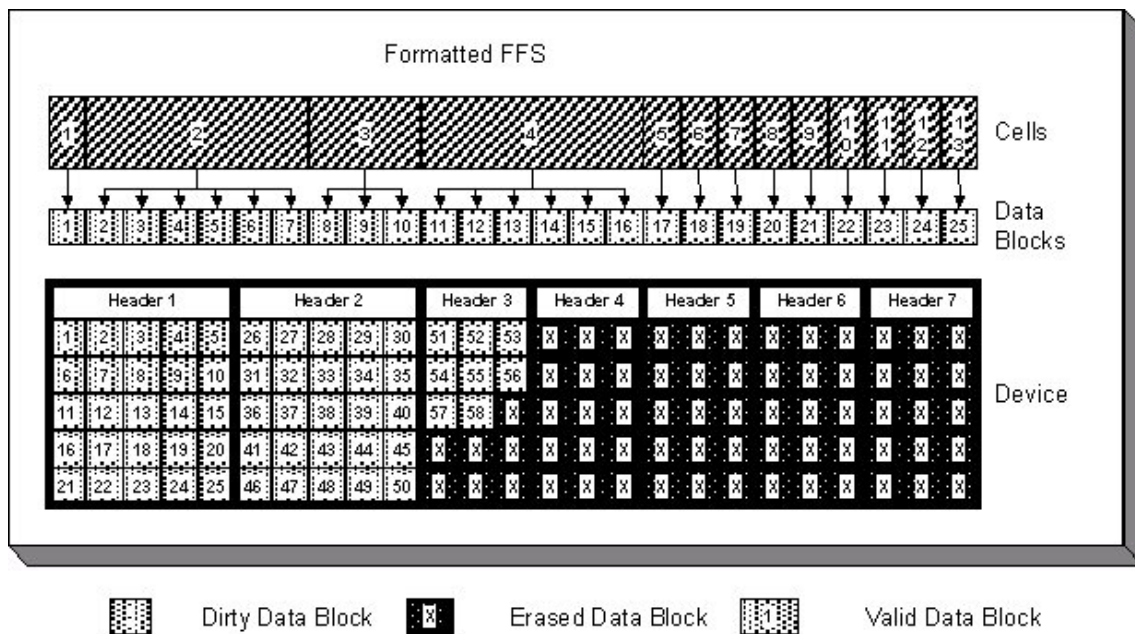 Formatted FFS
1 2 3 4 5 6 7 8 9 10 11 12 13
Cells
1 2 3 4 5 6 7 8 9 10 11 12 13 14 15 16 17 18 19 20 21 22 23 24 25
Data
Blocks
Header 1 Header 2 Header 3 Header 4 Header 5 Header 6 Header 7
1 2 3 4 5 26 27 28 29 30 51 52 53 X X X X X X X X X X X X
6 7 8 9 10 31 32 33 34 35 54 55 56 X X X X X X X X X X X X
11 12 13 14 15 36 37 38 39 40 57 58 X X X X X X X X X X X X X
Device
16 17 18 19 20 41 42 43 44 45 X X X X X X X X X X X X X X X
21 22 23 24 25 46 47 48 49 50 X X X X X X X X X X X X X X X
- Dirty Data Block X Erased Data Block 1 Valid Data Block